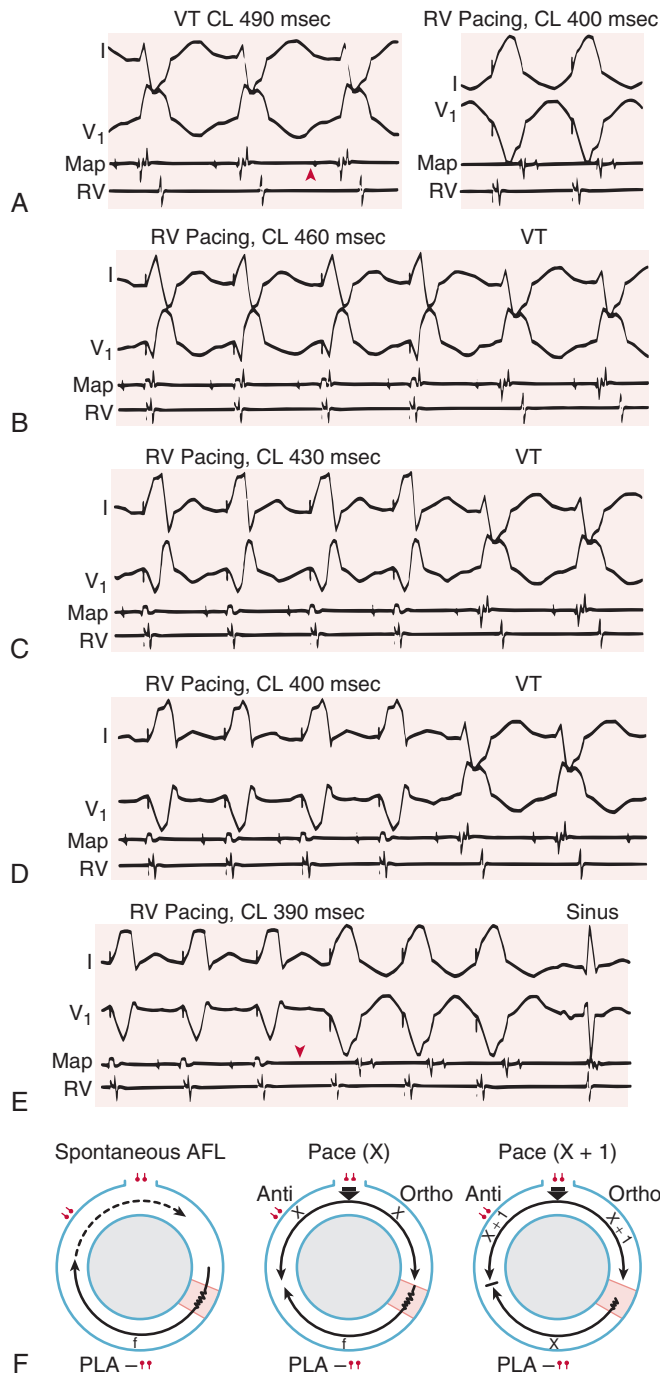 VT CL 490 msec
RV Pacing, CL 400 msec
I
V1
Map
RV
I
V1
Map
RV
A
RV Pacing, CL 460 msec
VT
I
V1
Map
RV
B
RV Pacing, CL 430 msec
VT
I
V1
Map
RV
C
RV Pacing, CL 400 msec
VT
I
V1
Map
RV
D
RV Pacing, CL 390 msec
Sinus
I
V1
Map
RV
E
Spontaneous AFL
Pace (X)
Pace (X + 1)
Anti
Ortho
Anti
Ortho
X
X
X + 1
X + 1
f
f
X
PLA –
PLA –
PLA –
F